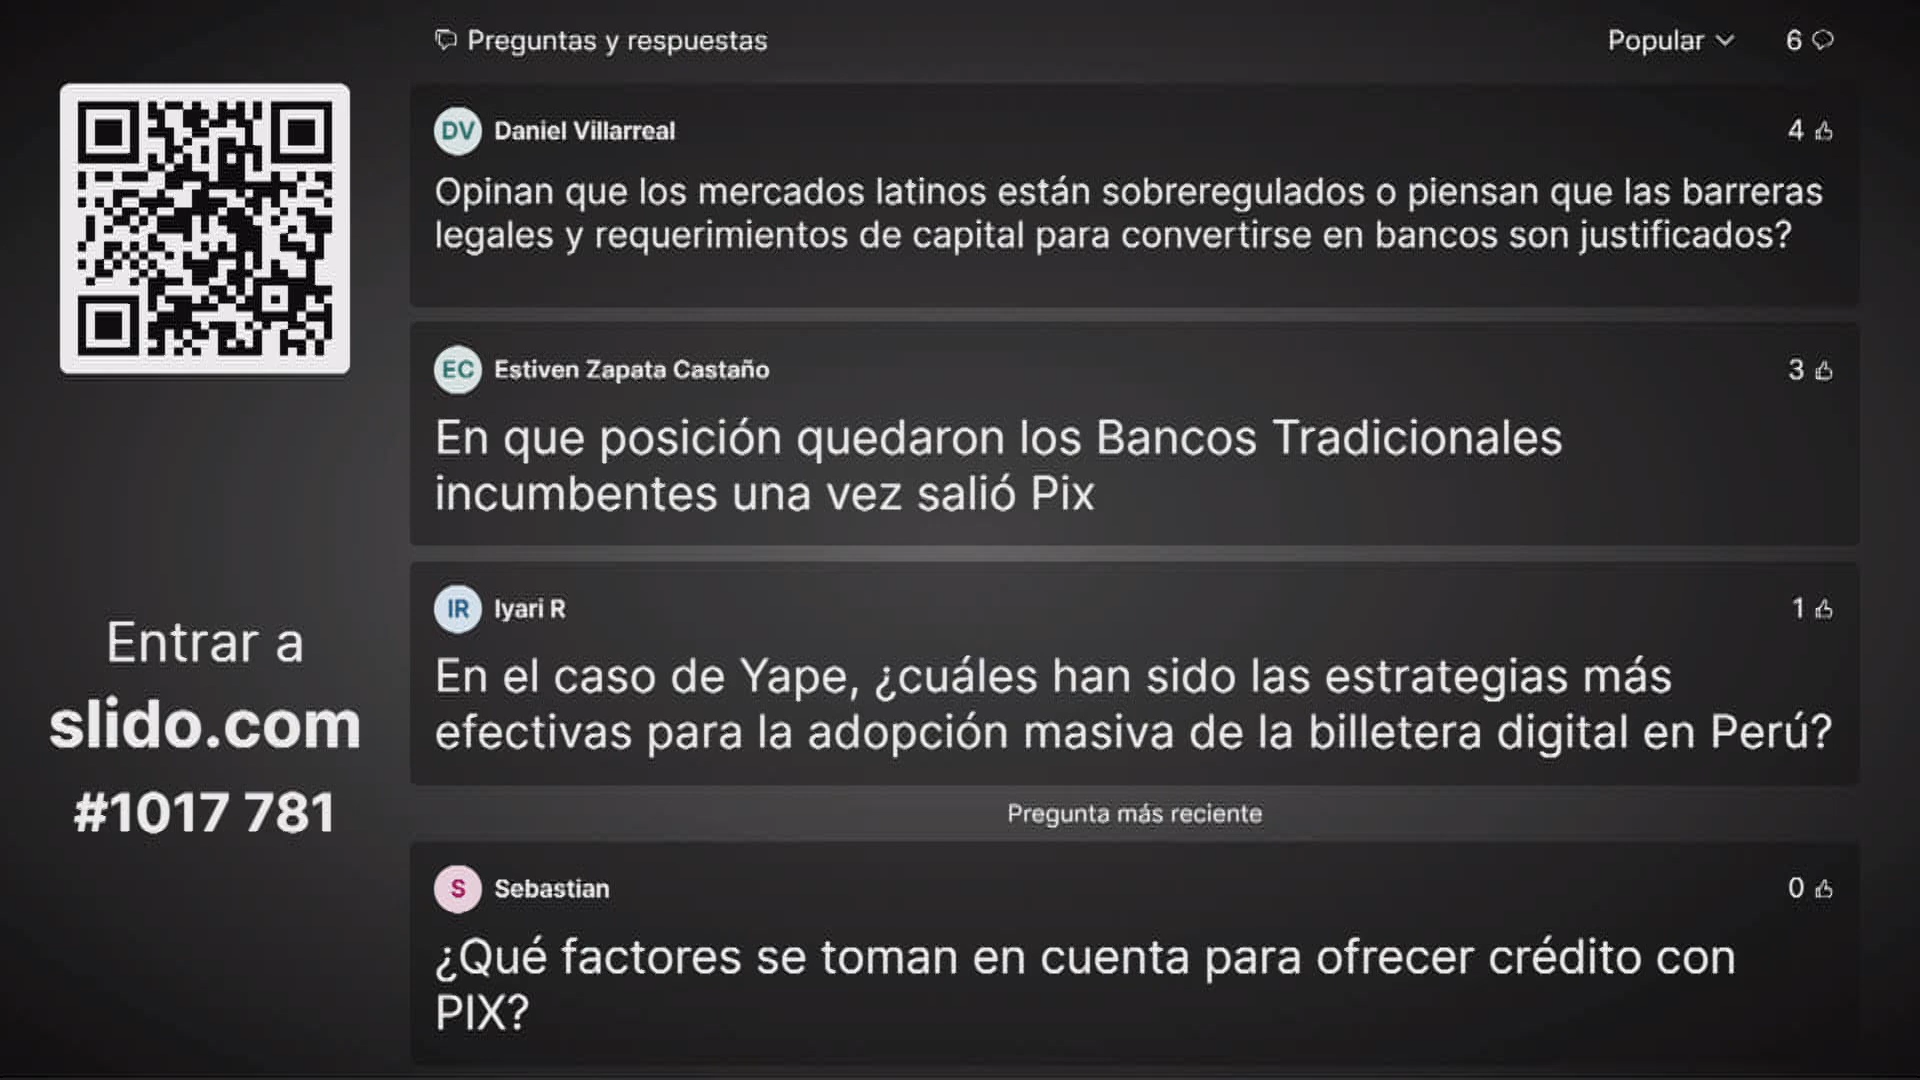 Preguntas y respuestas
Popular
6
DV
Daniel Villarreal
4
Opinan que los mercados latinos están sobreregulados o piensan que las barreras
legales y requerimientos de capital para convertirse en bancos son justificados?
EC
Estiven Zapata Castaño
3
En que posición quedaron los Bancos Tradicionales
incumbentes una vez salió Pix
IR
Iyari R
1
En el caso de Yape, ¿cuáles han sido las estrategias más
efectivas para la adopción masiva de la billetera digital en Perú?
Pregunta más reciente
S
Sebastian
0
¿Qué factores se toman en cuenta para ofrecer crédito con
PIX?
Entrar a
slido.com
#1017 781